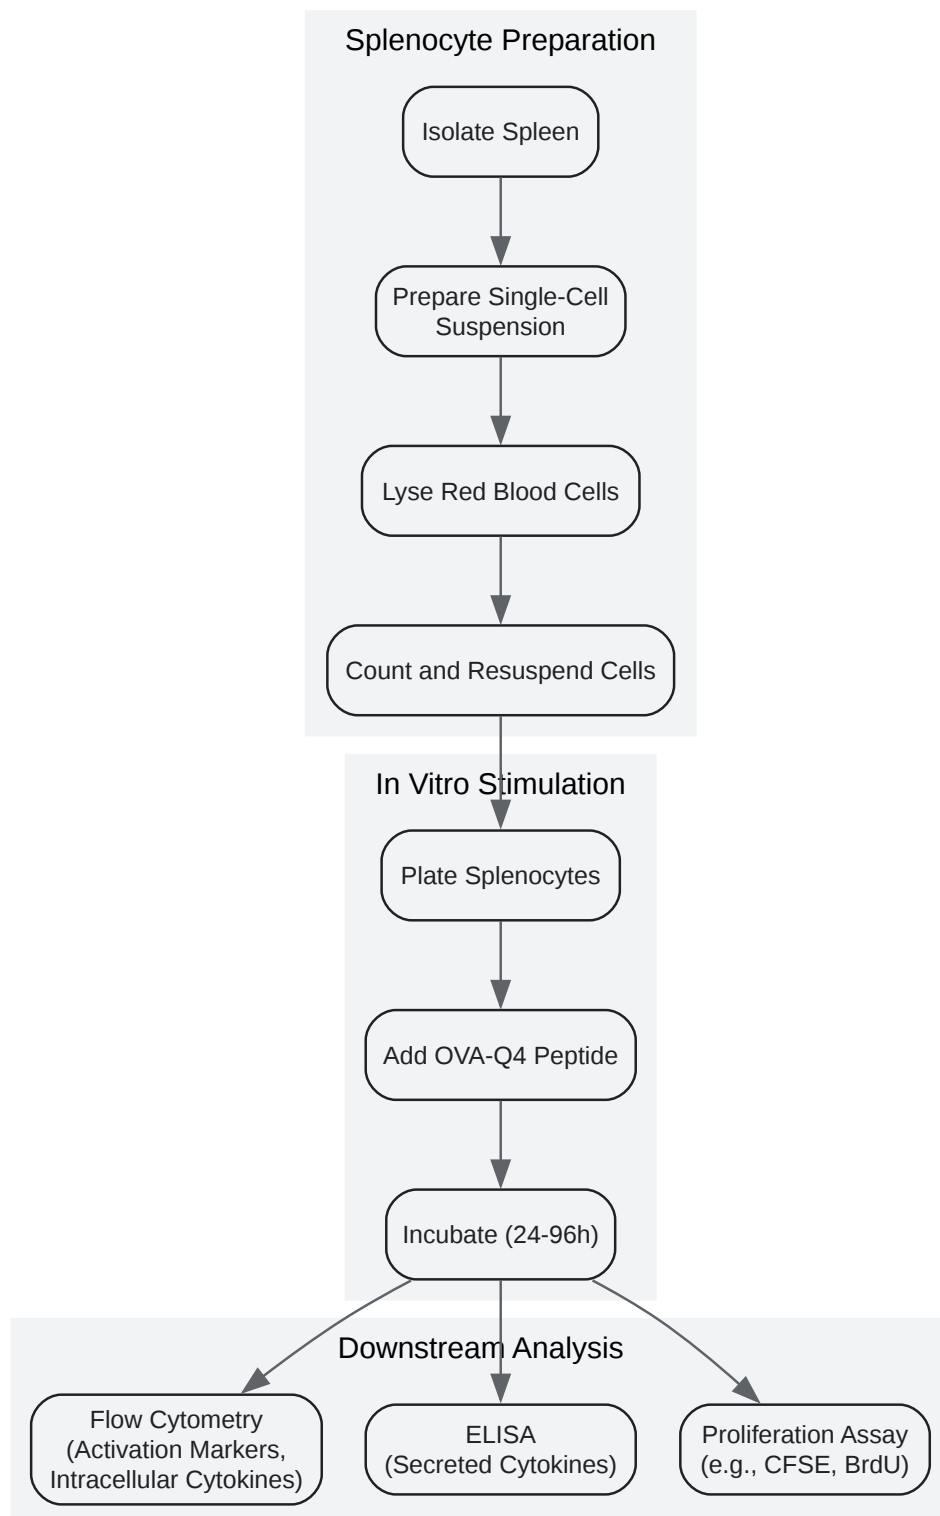 Splenocyte Preparation
Isolate Spleen
Prepare Single-Cell
Suspension
Lyse Red Blood Cells
Count and Resuspend Cells
In Vitro Stimulation
Plate Splenocytes
Add OVA-Q4 Peptide
Incubate (24-96h)
Downstream Analysis
Flow Cytometry
(Activation Markers,
Intracellular Cytokines)
ELISA
(Secreted Cytokines)
Proliferation Assay
(e.g., CFSE, BrdU)